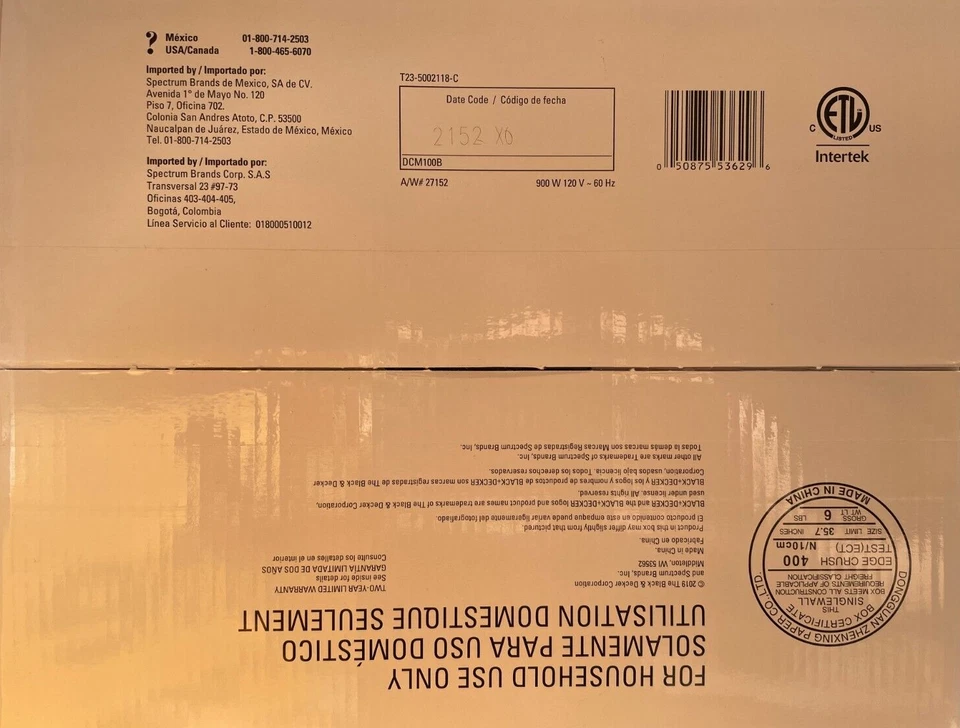 ? México 01-800-714-2503
USA/Canada 1-800-465-6070
Imported by / Importado por:
Spectrum Brands de Mexico, SA de CV.
Avenida 1° de Mayo No. 120
Piso 7, Oficina 702.
Colonia San Andres Atoto, C.P. 53500
Naucalpan de Juárez, Estado de México, México
Tel. 01-800-714-2503
Imported by / Importado por:
Spectrum Brands Corp. S.A.S
Transversal 23 #97-73
Oficinas 403-404-405,
Bogotá, Colombia
Línea Servicio al Cliente: 018000510012
T23-5002118-C
Date Code / Código de fecha
2152 XO
DCM100B
A/W# 27152 900 W 120 V ~ 60 Hz
0 50875 53629 6
C ETL US
LISTED
Intertek
FOR HOUSEHOLD USE ONLY
SOLAMENTE PARA USO DOMÉSTICO
UTILISATION DOMESTIQUE SEULEMENT
© 2019 The Black & Decker Corporation
and Spectrum Brands, Inc.
Middleton, WI 53562
Made in China.
Fabricado en China.
TWO-YEAR LIMITED WARRANTY
See inside for details
GARANTÍA LIMITADA DE DOS AÑOS
Consulte los detalles en el interior
Product in this box may differ slightly from that pictured.
El producto contenido en este empaque puede variar ligeramente del fotografiado.
BLACK+DECKER and the BLACK+DECKER logos and product names are trademarks of The Black & Decker Corporation,
used under license. All rights reserved.
BLACK+DECKER y los logos y nombres de productos de BLACK+DECKER son marcas registradas de The Black & Decker
Corporation, usados bajo licencia. Todos los derechos reservados.
All other marks are Trademarks of Spectrum Brands, Inc.
Todas la demás marcas son Marcas Registradas de Spectrum Brands, Inc.
DONGGUAN ZHENXING PAPER CO.,LTD.
BOX CERTIFICATE
THIS
SINGLEWALL
BOX MEETS ALL CONSTRUCTION
REQUIREMENTS OF APPLICABLE
FREIGHT CLASSIFICATION
EDGE CRUSH 400
TEST(ECT) N/10cm
SIZE LIMIT 35.7 INCHES
GROSS WT LT 6 LBS
MADE IN CHINA